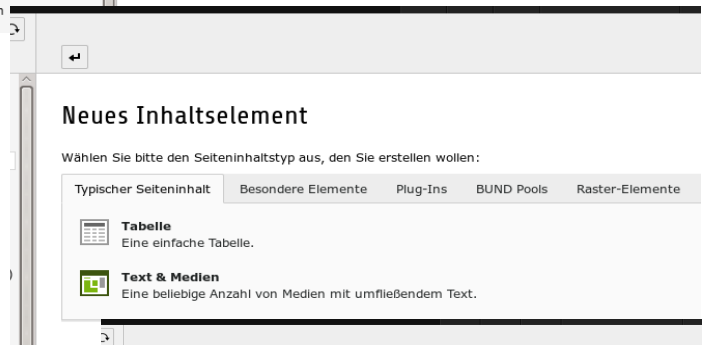 Neues Inhaltselement
Wählen Sie bitte den Seiteninhaltstyp aus, den Sie erstellen wollen:
Typischer Seiteninhalt Besondere Elemente Plug-Ins BUND Pools Raster-Elemente
Tabelle
Eine einfache Tabelle.
Text & Medien
Eine beliebige Anzahl von Medien mit umfließendem Text.